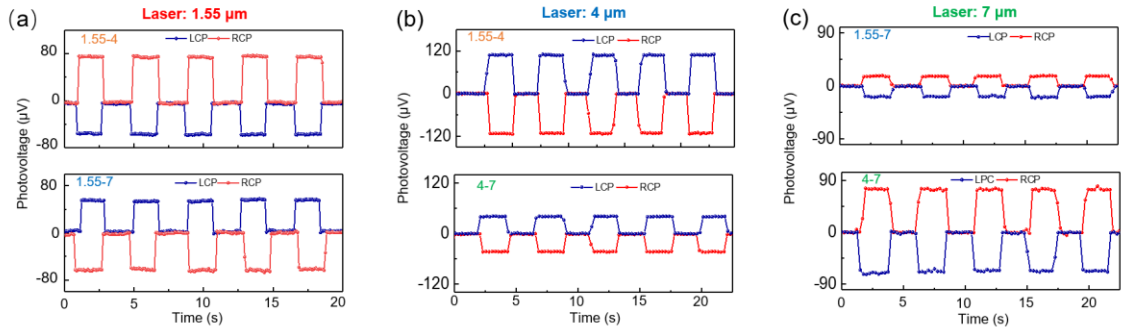 (a)
Laser: 1.55 μm
1.55-4
LCP
RCP
80
0
-80
1.55-7
LCP
RCP
80
0
-80
Photovoltage (μV)
0
5
10
15
20
Time (s)
(b)
Laser: 4 μm
1.55-4
LCP
RCP
120
0
-120
4-7
LCP
RCP
120
0
-120
Photovoltage (μV)
0
5
10
15
20
Time (s)
(c)
Laser: 7 μm
1.55-7
LCP
RCP
90
0
-90
4-7
LPC
RCP
90
0
-90
Photovoltage (μV)
0
5
10
15
20
Time (s)